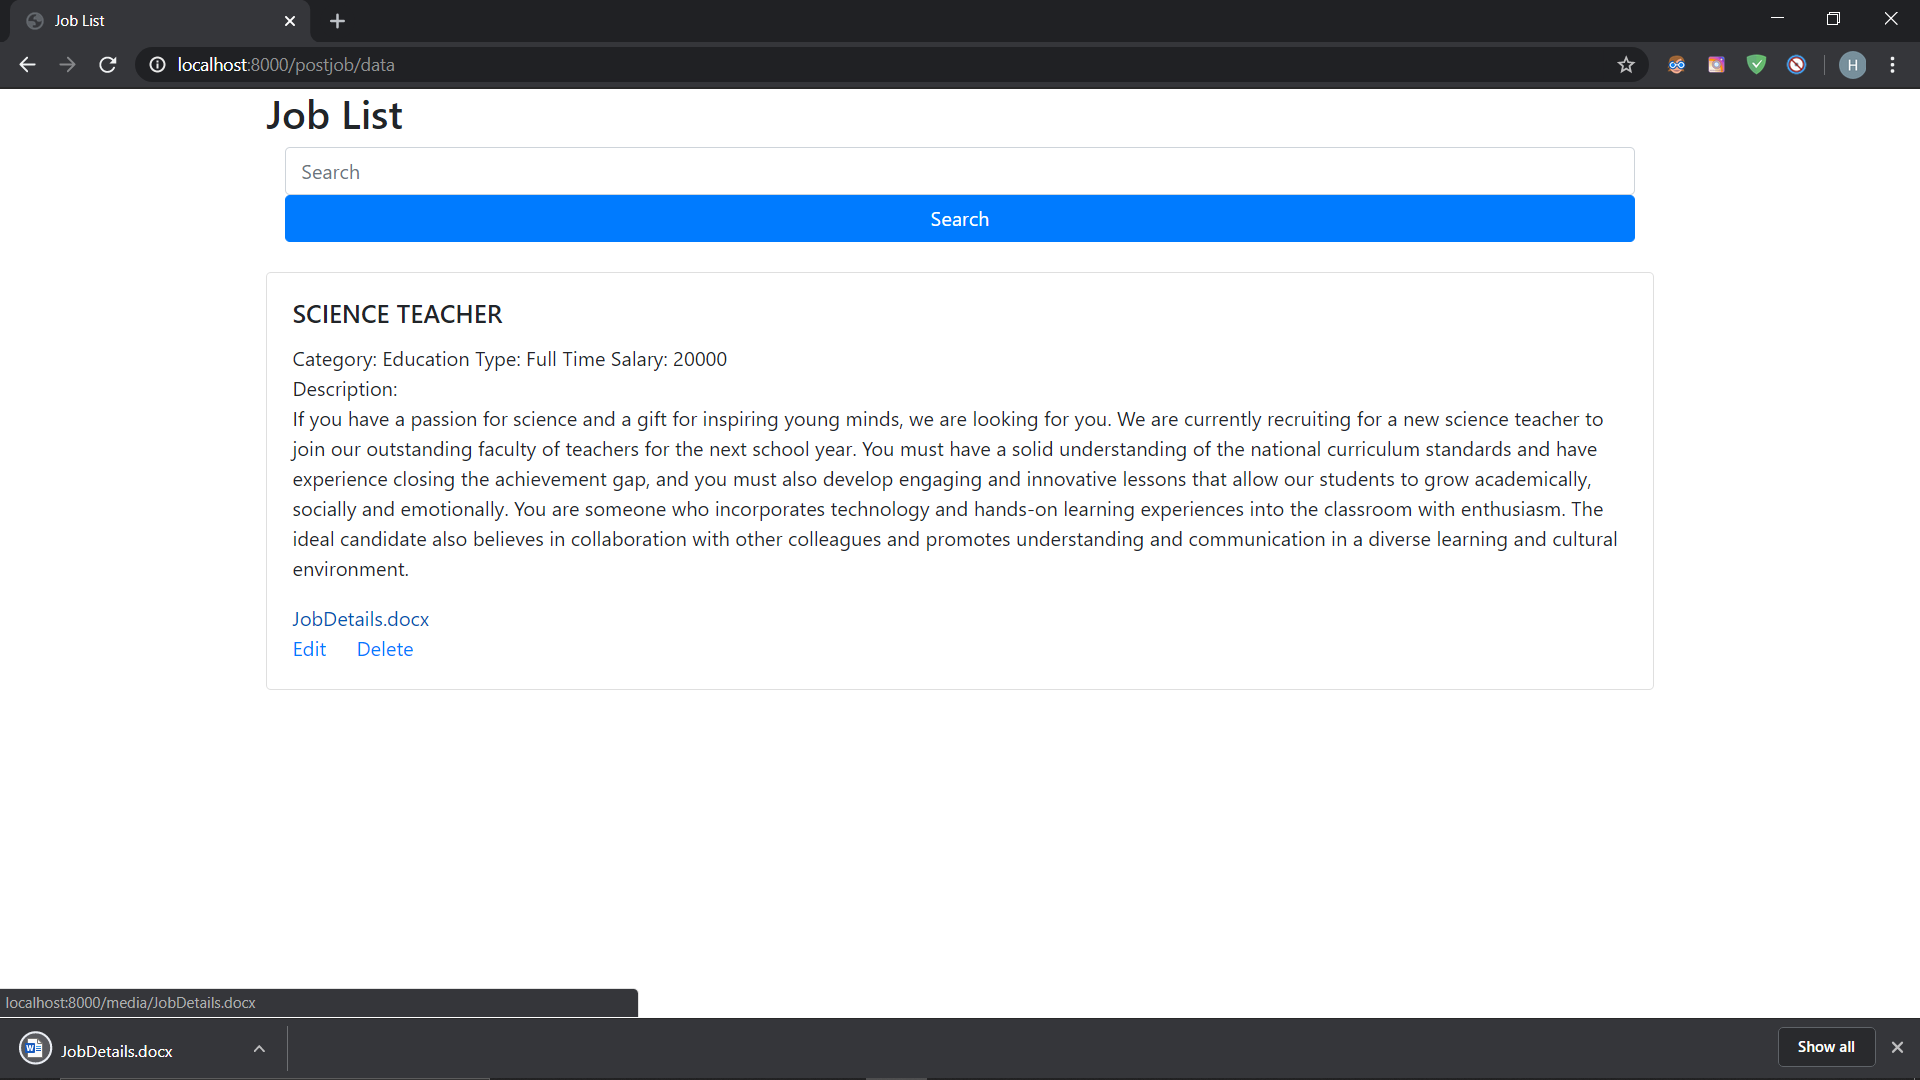 Job List
localhost:8000/postjob/data
H
Job List
Search
Search
SCIENCE TEACHER
Category: Education Type: Full Time Salary: 20000
Description:
If you have a passion for science and a gift for inspiring young minds, we are looking for you. We are currently recruiting for a new science teacher to
join our outstanding faculty of teachers for the next school year. You must have a solid understanding of the national curriculum standards and have
experience closing the achievement gap, and you must also develop engaging and innovative lessons that allow our students to grow academically,
socially and emotionally. You are someone who incorporates technology and hands-on learning experiences into the classroom with enthusiasm. The
ideal candidate also believes in collaboration with other colleagues and promotes understanding and communication in a diverse learning and cultural
environment.
JobDetails.docx
Edit Delete
localhost:8000/media/JobDetails.docx
W JobDetails.docx
Show all